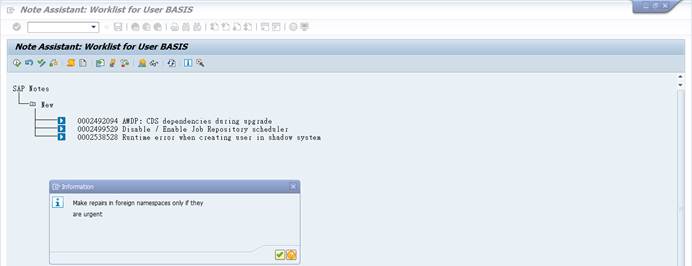 Note Assistant: Worklist for User BASIS
Note Assistant: Worklist for User BASIS
SAP Notes
New
0002492094 AWDP: CDS dependencies during upgrade
0002499529 Disable / Enable Job Repository scheduler
0002538528 Runtime error when creating user in shadow system
Information
Make repairs in foreign namespaces only if they
are urgent